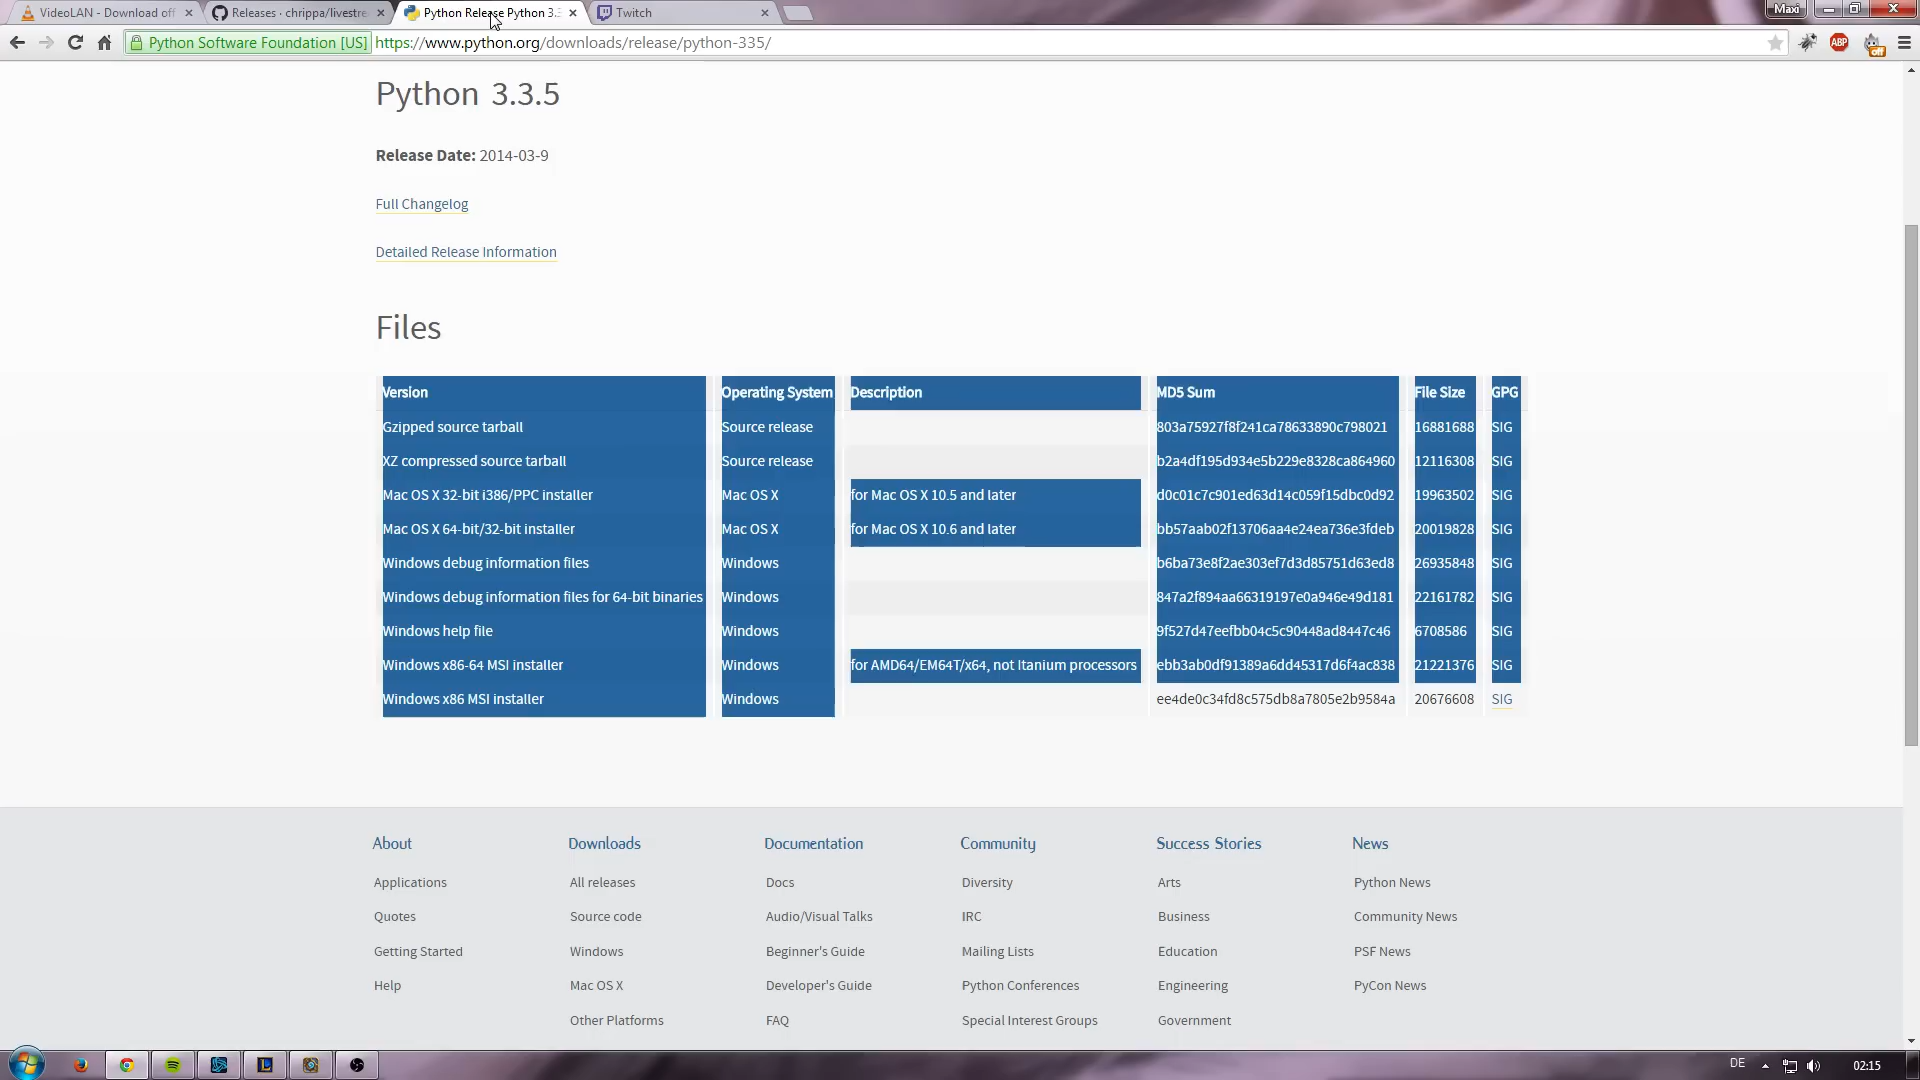 VideoLAN - Download off
Releases · chrippa/livestre
Python Release Python 3.3
Twitch
Maxi
Python Software Foundation [US]
https://www.python.org/downloads/release/python-335/
ABP
off
Python 3.3.5
Release Date: 2014-03-9
Full Changelog
Detailed Release Information
Files
Version Operating System Description MD5 Sum File Size GPG
Gzipped source tarball Source release 803a75927f8f241ca78633890c798021 16881688 SIG
XZ compressed source tarball Source release b2a4df195d934e5b229e8328ca864960 12116308 SIG
Mac OS X 32-bit i386/PPC installer Mac OS X for Mac OS X 10.5 and later d0c01c7c901ed63d14c059f15dbc0d92 19963502 SIG
Mac OS X 64-bit/32-bit installer Mac OS X for Mac OS X 10.6 and later bb57aab02f13706aa4e24ea736e3fdeb 20019828 SIG
Windows debug information files Windows b6ba73e8f2ae303ef7d3d85751d63ed8 26935848 SIG
Windows debug information files for 64-bit binaries Windows 847a2f894aa66319197e0a946e49d181 22161782 SIG
Windows help file Windows 9f527d47eefbb04c5c90448ad8447c46 6708586 SIG
Windows x86-64 MSI installer Windows for AMD64/EM64T/x64, not Itanium processors ebb3ab0df91389a6dd45317d6f4ac838 21221376 SIG
Windows x86 MSI installer Windows ee4de0c34fd8c575db8a7805e2b9584a 20676608 SIG
About Downloads Documentation Community Success Stories News
Applications All releases Docs Diversity Arts Python News
Quotes Source code Audio/Visual Talks IRC Business Community News
Getting Started Windows Beginner's Guide Mailing Lists Education PSF News
Help Mac OS X Developer's Guide Python Conferences Engineering PyCon News
Other Platforms FAQ Special Interest Groups Government
DE
02:15